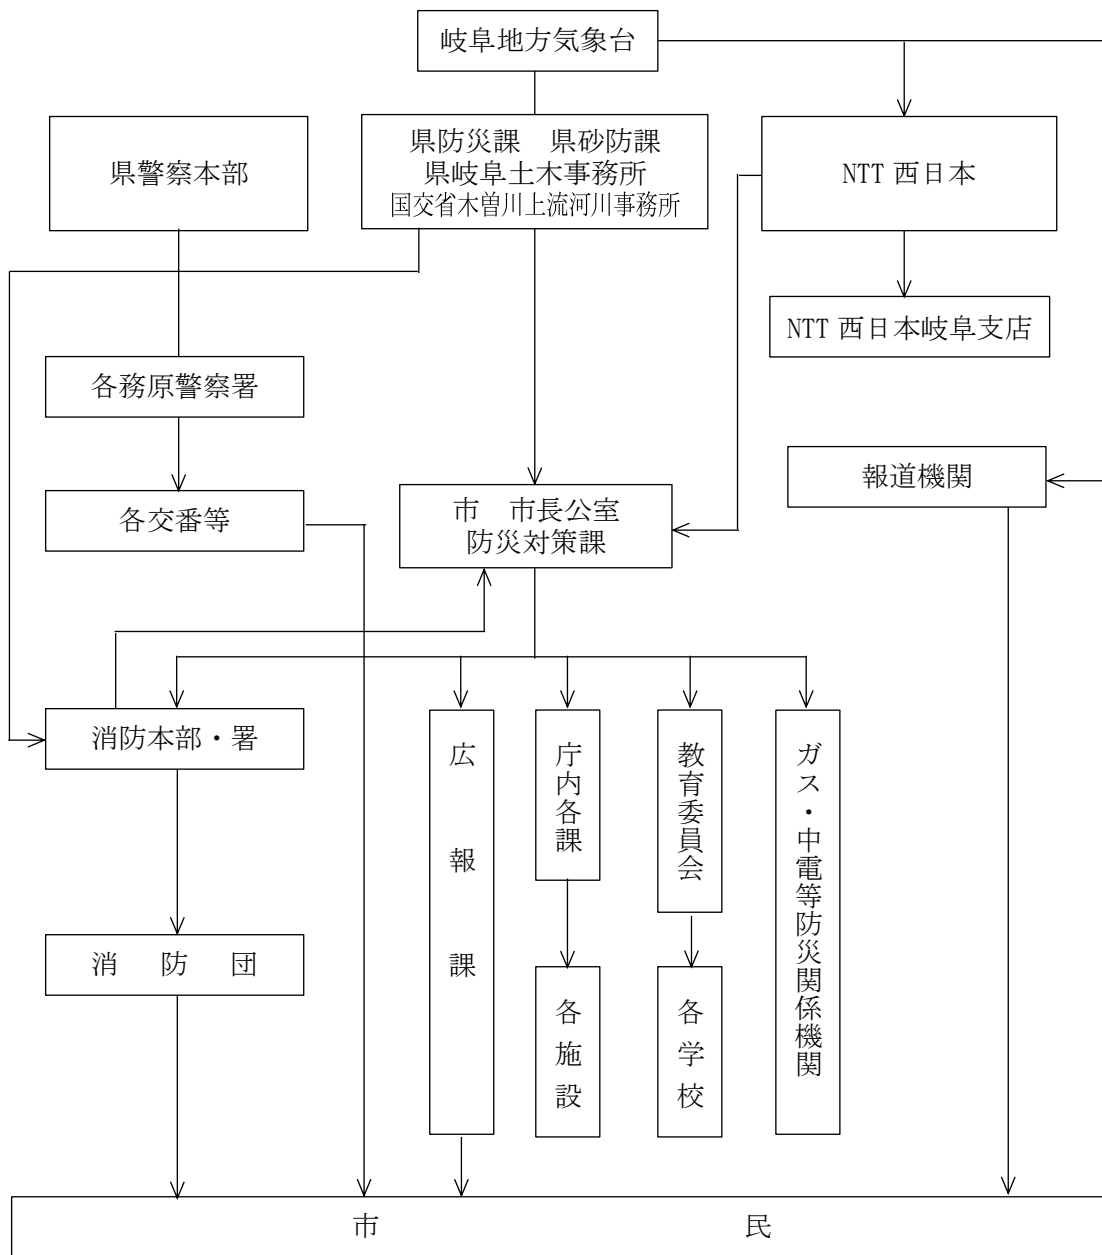 岐阜地方気象台
県警察本部
県防災課　県砂防課
県岐阜土木事務所
国交省木曽川上流河川事務所
NTT 西日本
NTT 西日本岐阜支店
各務原警察署
報道機関
各交番等
市　市長公室
防災対策課
消防本部・署
広報課
庁内各課
教育委員会
ガス・中電等防災関係機関
消　防　団
各施設
各学校
市　民